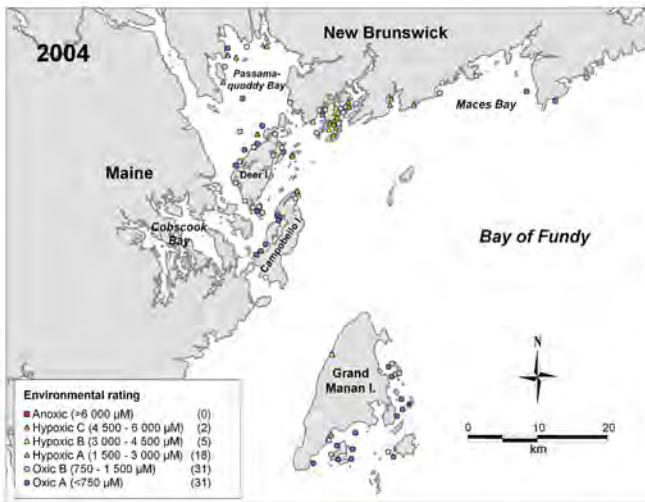 2004
New Brunswick
Passama-
quoddy Bay
Maces Bay
Maine
Deer I.
Cobscook
Bay
Campobello I.
Bay of Fundy
Grand
Manan I.
N
Environmental rating
Anoxic (>6 000 µM) (0)
Hypoxic C (4 500 - 6 000 µM) (2)
Hypoxic B (3 000 - 4 500 µM) (5)
Hypoxic A (1 500 - 3 000 µM) (18)
Oxic B (750 - 1 500 µM) (31)
Oxic A (<750 µM) (31)
0 10 20
km